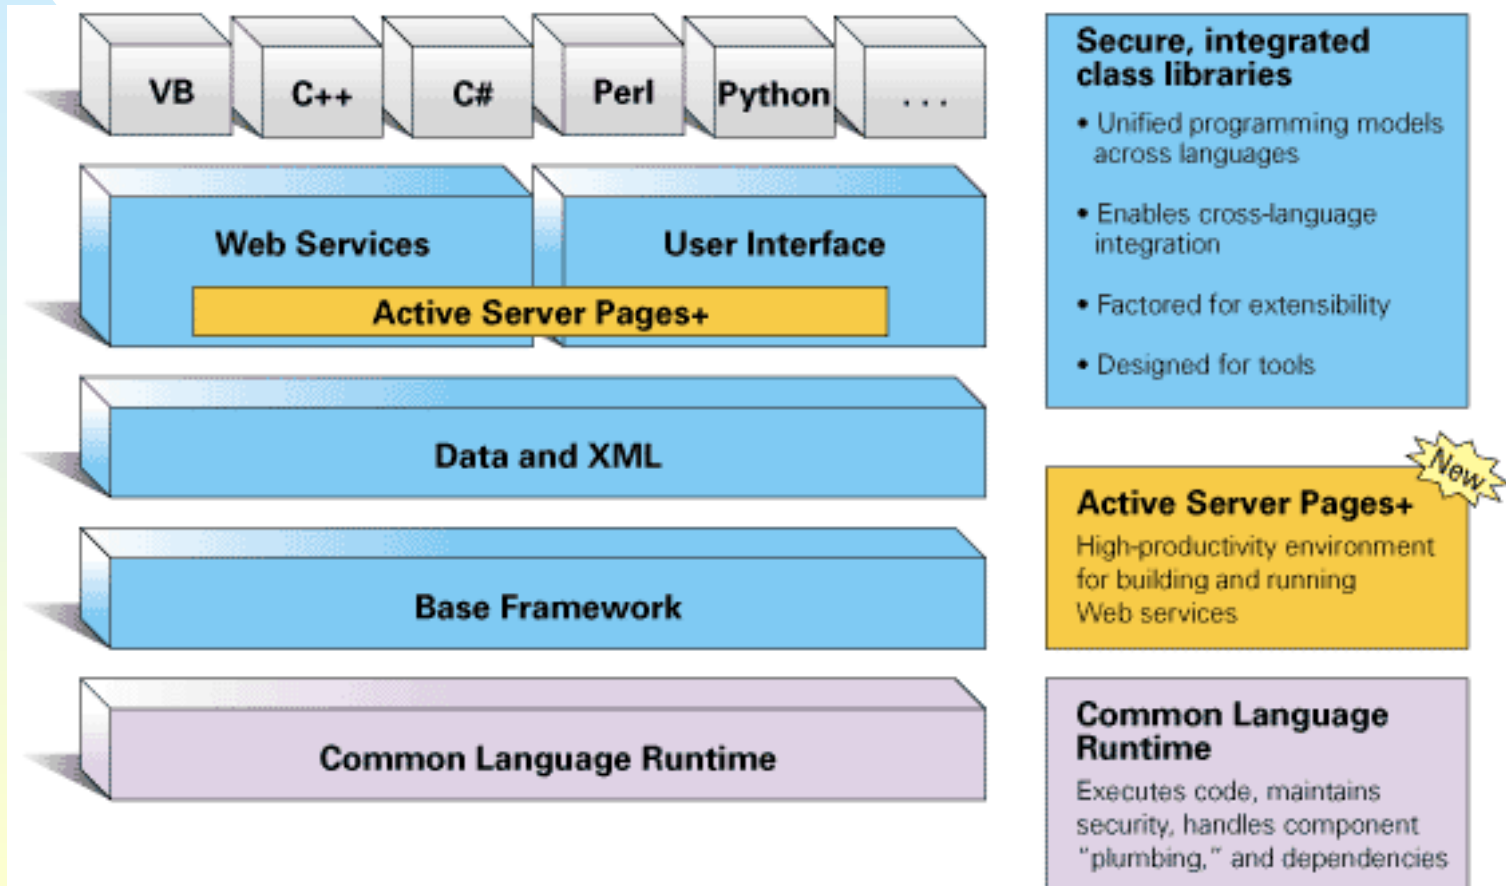 VB
C++
C#
Perl
Python
...
Web Services
User Interface
Active Server Pages+
Data and XML
Base Framework
Common Language Runtime
Secure, integrated
class libraries
• Unified programming models
across languages
• Enables cross-language
integration
• Factored for extensibility
• Designed for tools
New
Active Server Pages+
High-productivity environment
for building and running
Web services
Common Language
Runtime
Executes code, maintains
security, handles component
"plumbing," and dependencies